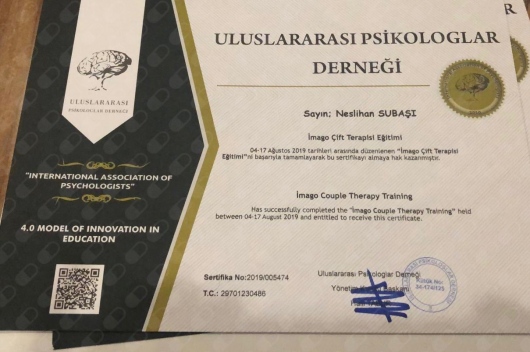 ULUSLARARASI
PSİKOLOGLAR DERNEĞİ
"INTERNATIONAL ASSOCIATION OF
PSYCHOLOGISTS"
4.0 MODEL OF INNOVATION IN
EDUCATION
R
ULUSLARARASI PSİKOLOGLAR
DERNEĞİ
Sayın: Neslihan SUBAŞI
İmago Çift Terapisi Eğitimi
04-17 Ağustos 2019 tarihleri arasında düzenlenen "İmago Çift Terapisi
Eğitimi"ni başarıyla tamamlayarak bu sertifikayı almaya hak kazanmıştır.
İmago Couple Therapy Training
Has successfully completed the "İmago Couple Therapy Training" held
between 04-17 August 2019 and entitled to receive this certificate.
Sertifika No:2019/005474
T.C.: 29701230486
Uluslararası Psikologlar Derneği
Yönetim